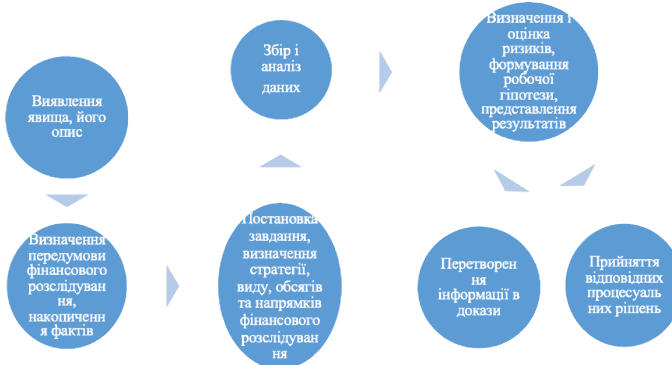 Виявлення
явища, його
опис
Визначення
передумови
фінансового
розслідуван
ня,
накопиченн
я фактів
Постановка
завдання,
визначення
стратегії,
виду, обсягів
та напрямків
фінансового
розслідуван
ня
Збір і
аналіз
даних
Визначення і
оцінка
ризиків,
формування
робочої
гіпотези,
представлення
результатів
Перетворен
ня
інформації в
докази
Прийняття
відповідних
процесуаль
них рішень